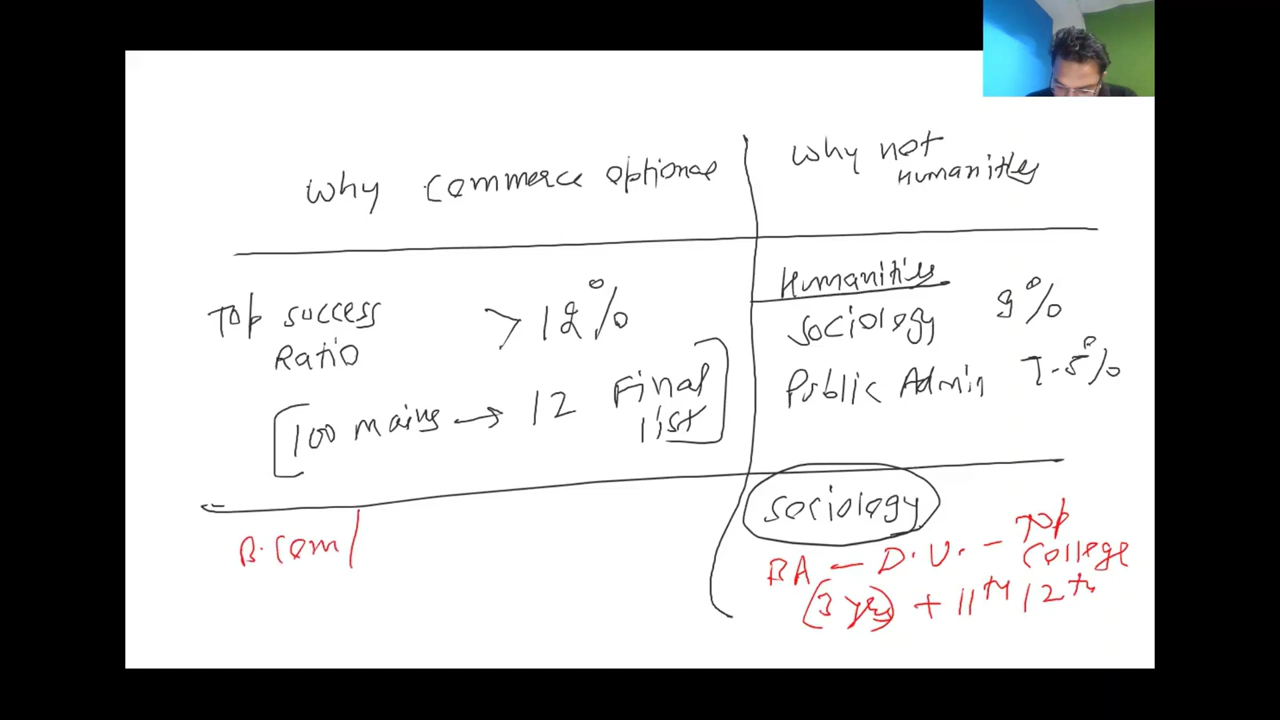 Why Commerce optional
Why not
Humanities
Top success
Ratio
> 12%
[100 mains → 12 Final
list]
Humanities
Sociology 9%
Public Admin 7.5%
B.Com/
Sociology
BA – D.U. – Top
College
(3 yrs) + 11th 12th